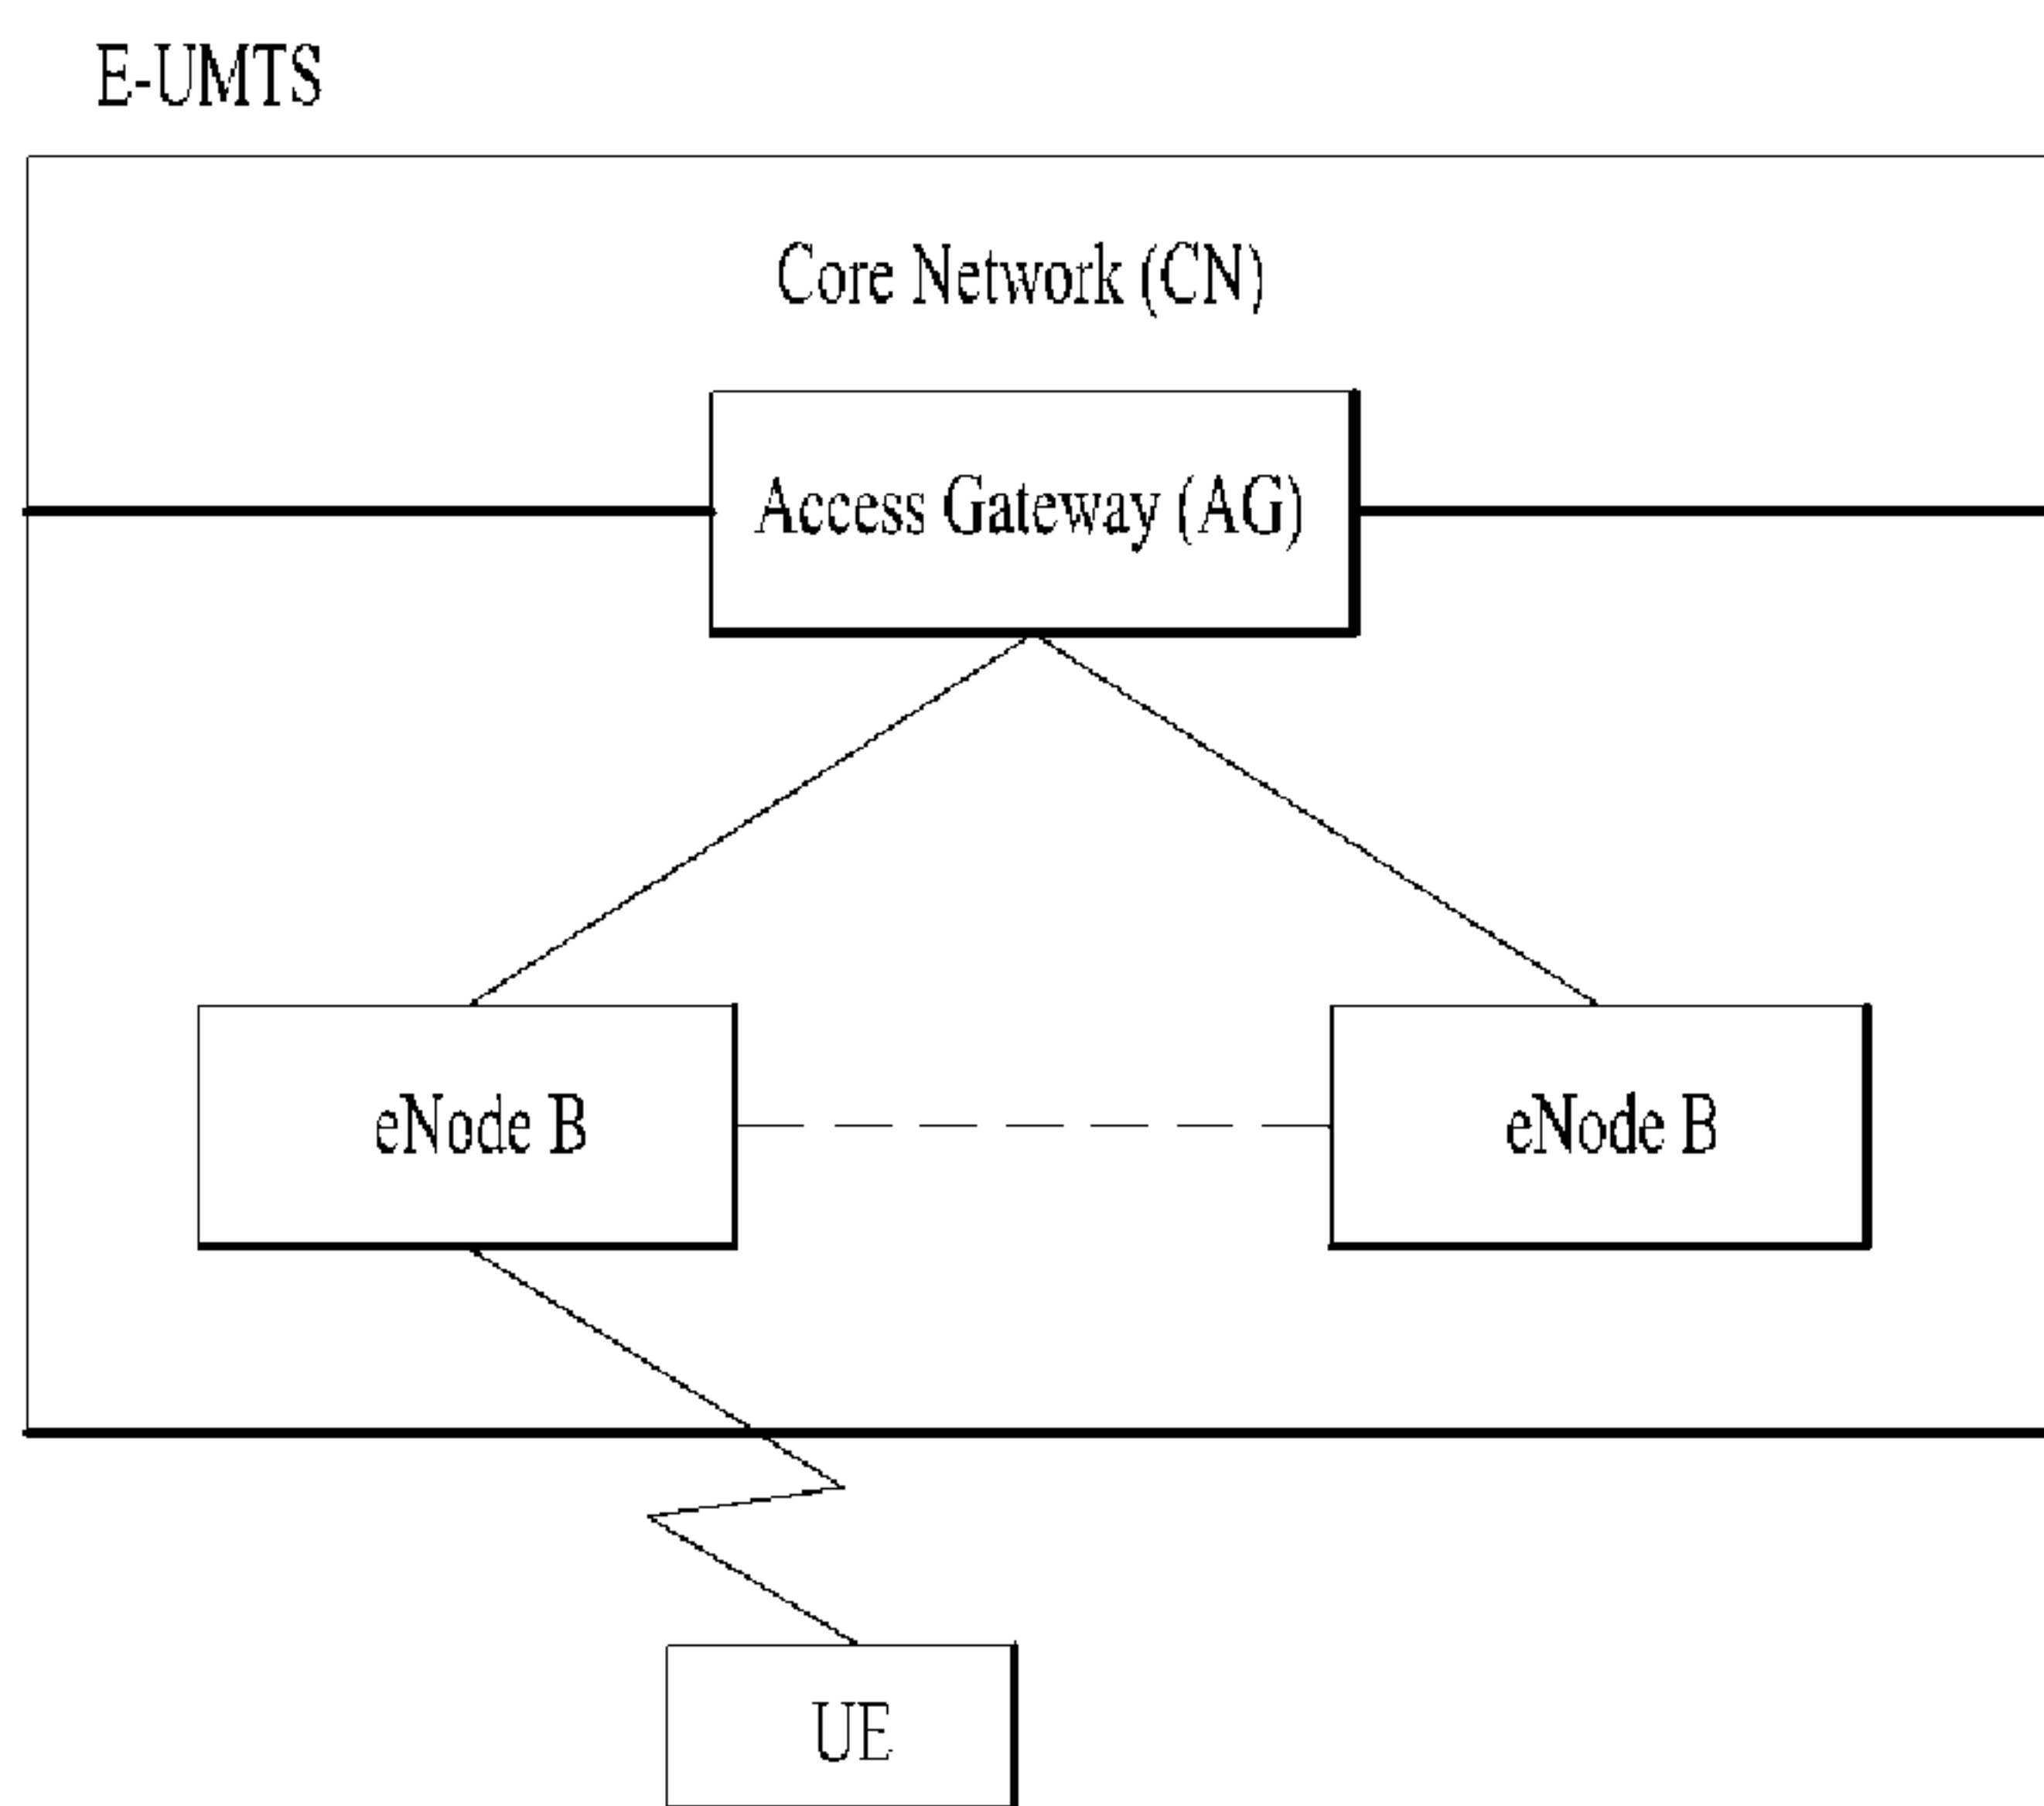 E-UMTS
Core Network (CN)
Access Gateway (AG)
eNode B
eNode B
UE